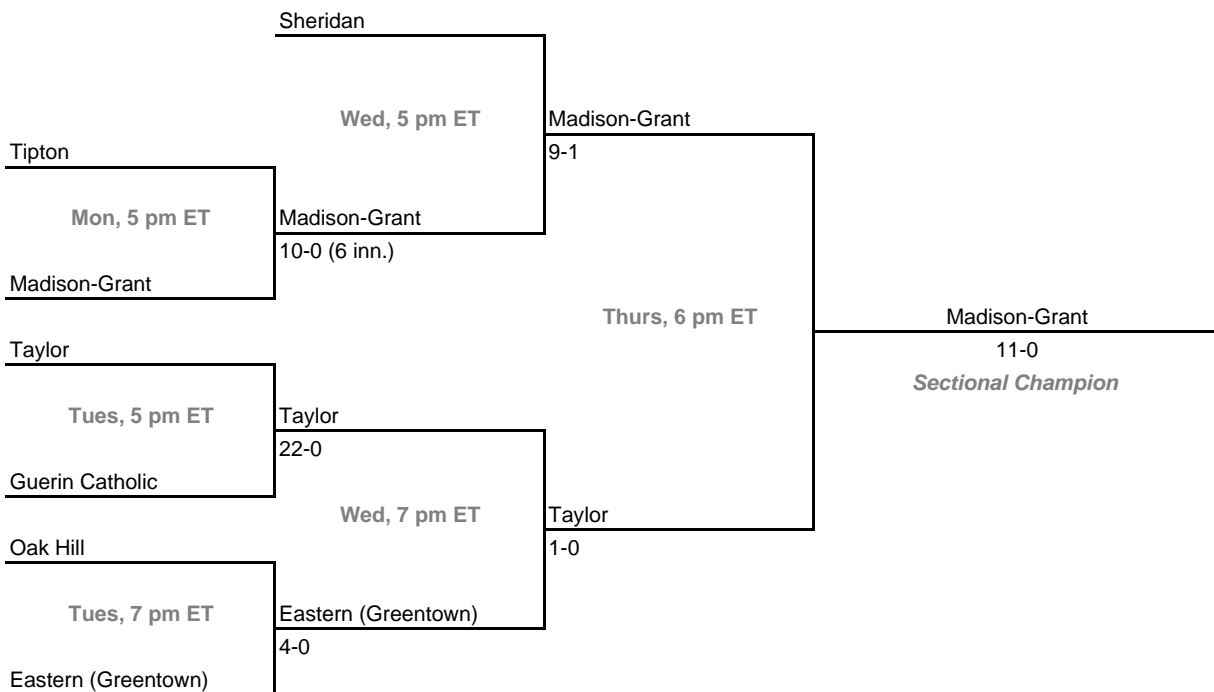 Sheridan
Wed, 5 pm ET
Madison-Grant
Tipton
9-1
Mon, 5 pm ET
Madison-Grant
10-0 (6 inn.)
Madison-Grant
Thurs, 6 pm ET
Madison-Grant
Taylor
11-0
Sectional Champion
Tues, 5 pm ET
Taylor
22-0
Guerin Catholic
Wed, 7 pm ET
Taylor
Oak Hill
1-0
Tues, 7 pm ET
Eastern (Greentown)
4-0
Eastern (Greentown)